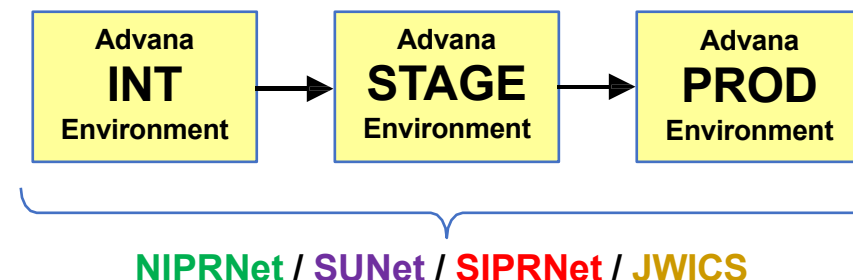 Advana
INT
Environment
Advana
STAGE
Environment
Advana
PROD
Environment
NIPRNet / SUNet / SIPRNet / JWICS